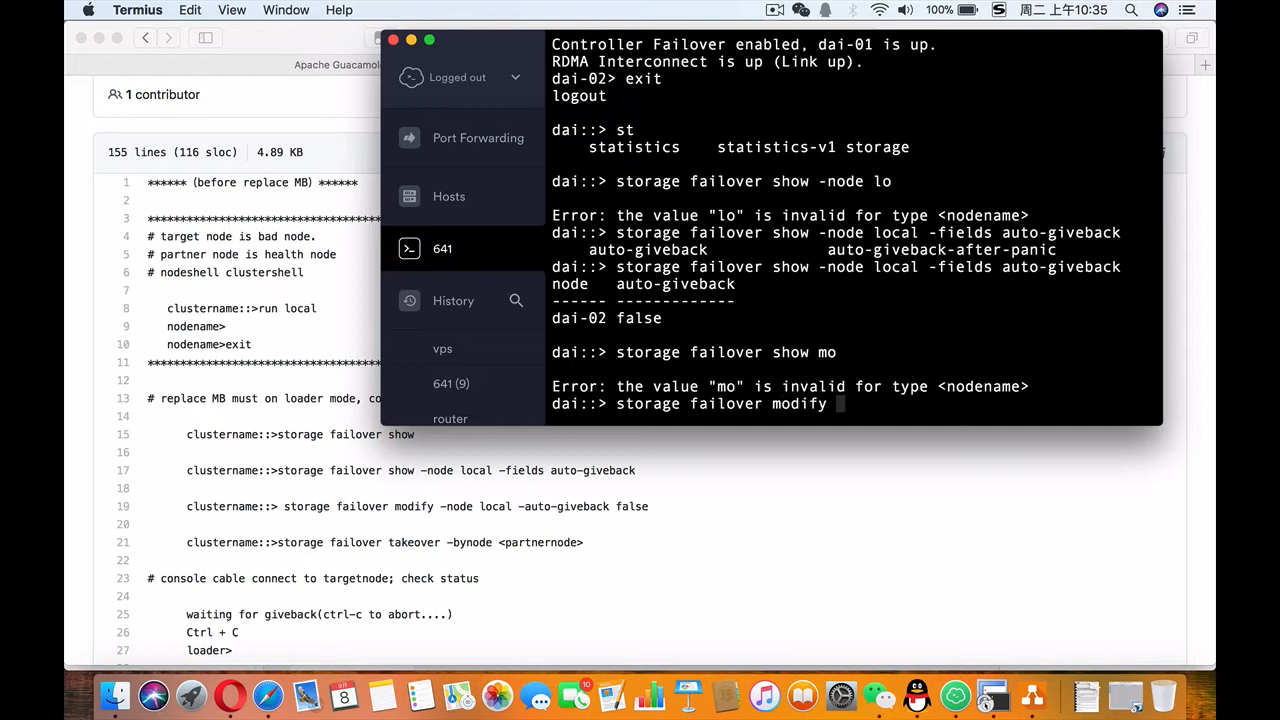 Termius Edit View Window Help 100% 周二 上午10:35
Apache Guacamol
1 contributor
155 lines (116 sloc) 4.89 KB
1 ****** (before replace MB) ******
2
3 ******************************************
4 # target node is bad node.
5 # partner node is health node
6 # nodeshell clustershell
7
8 clustername::>run local
9 nodename>
10 nodename>exit
11 ******************************************
12
13 # replace MB must on loader mode, co
14
15 clustername::>storage failover show
16
17 clustername::>storage failover show -node local -fields auto-giveback
18
19 clustername::> storage failover modify -node local -auto-giveback false
20
21 clustername::>storage failover takeover -bynode <partnernode>
22
23 # console cable connect to targetnode; check status
24
25 waiting for giveback(ctrl-c to abort....)
26 Ctrl + C
27 loader>
Logged out
Port Forwarding
Hosts
641
History
vps
641 (9)
router
Controller Failover enabled, dai-01 is up.
RDMA Interconnect is up (Link up).
dai-02> exit
logout
dai::> st
statistics statistics-v1 storage
dai::> storage failover show -node lo
Error: the value "lo" is invalid for type <nodename>
dai::> storage failover show -node local -fields auto-giveback
auto-giveback auto-giveback-after-panic
dai::> storage failover show -node local -fields auto-giveback
node auto-giveback
------ -------------
dai-02 false
dai::> storage failover show mo
Error: the value "mo" is invalid for type <nodename>
dai::> storage failover modify
8
10